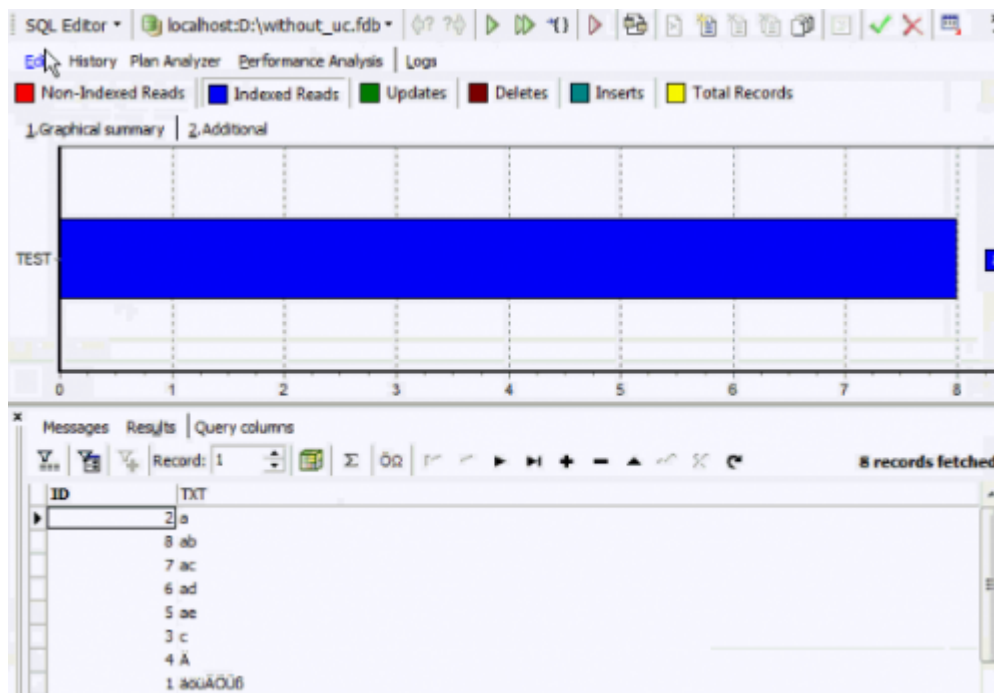 SQL Editor localhost:D:\without_uc.fdb
Edit History Plan Analyzer Performance Analysis Logs
Non-Indexed Reads Indexed Reads Updates Deletes Inserts Total Records
1.Graphical summary 2.Additional
TEST
0 1 2 3 4 5 6 7 8
Messages Results Query columns
Record: 1 Σ ÖΩ 8 records fetched
ID TXT
2 a
8 ab
7 ac
6 ad
5 ae
3 c
4 Ä
1 äöüÄÖÜß